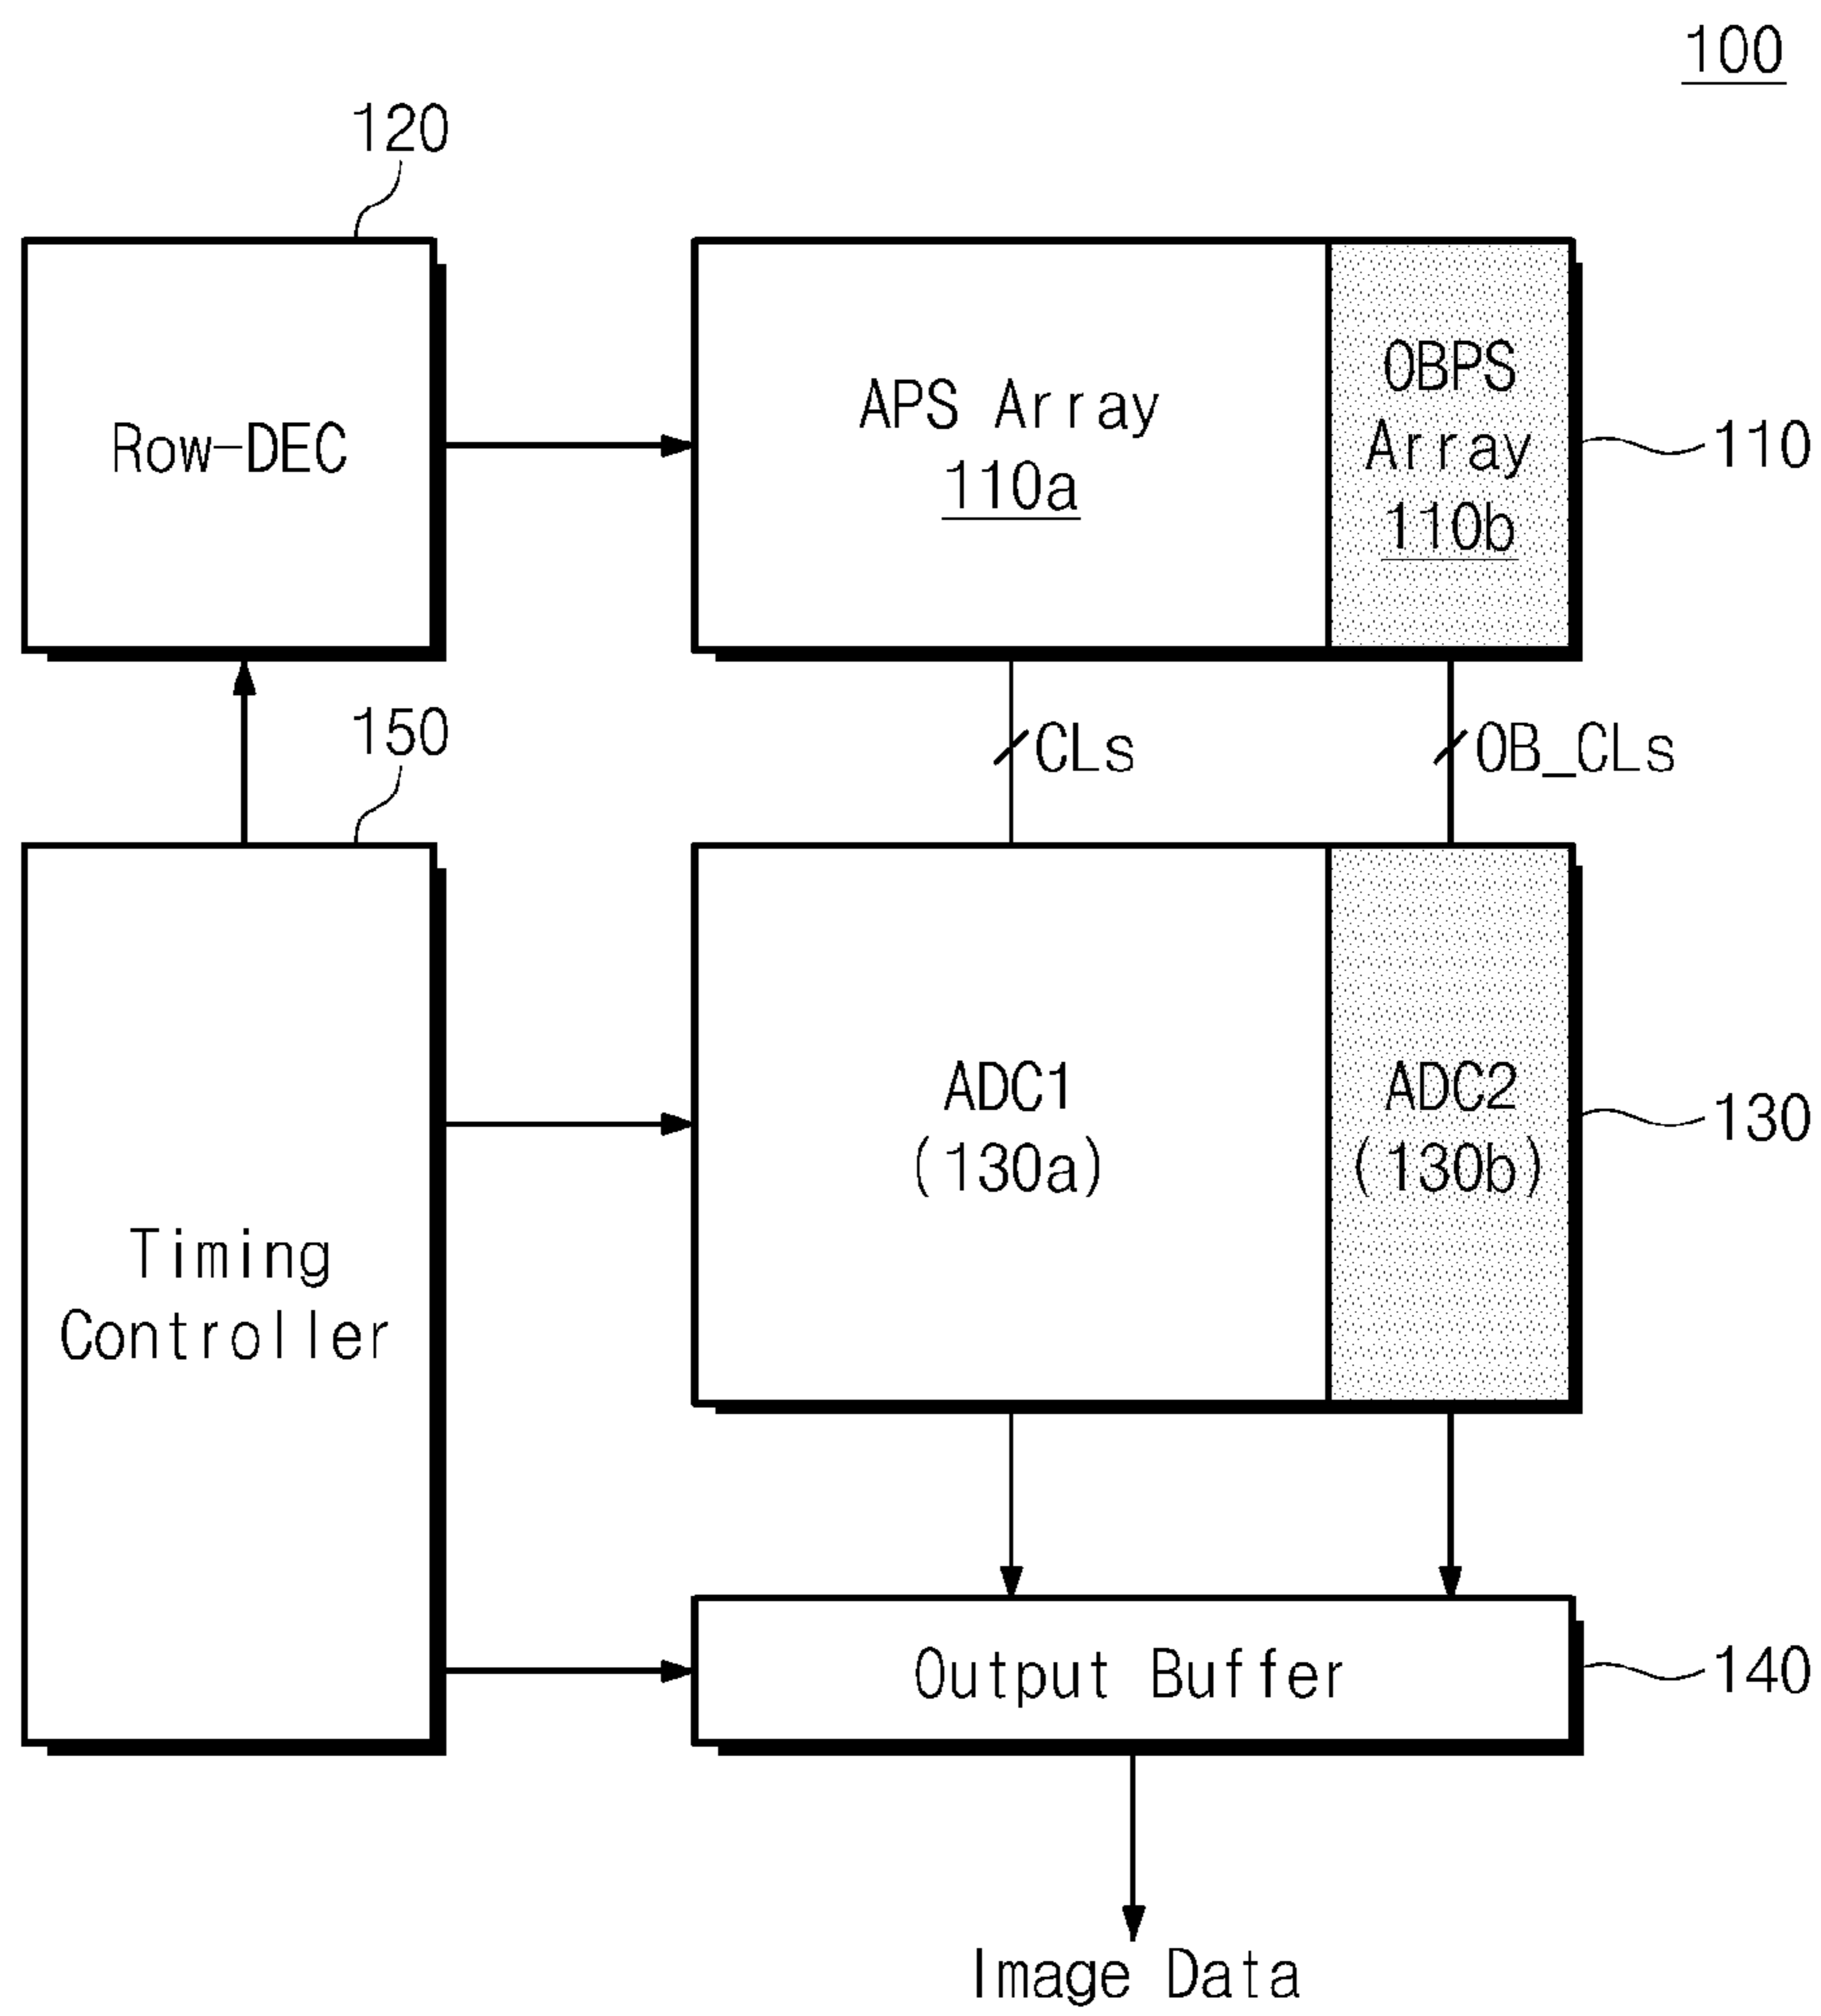 100
120
Row-DEC
APS Array
110a
OBPS
Array
110b
110
150
CLs
OB_CLs
Timing
Controller
ADC1
(130a)
ADC2
(130b)
130
Output Buffer
140
Image Data